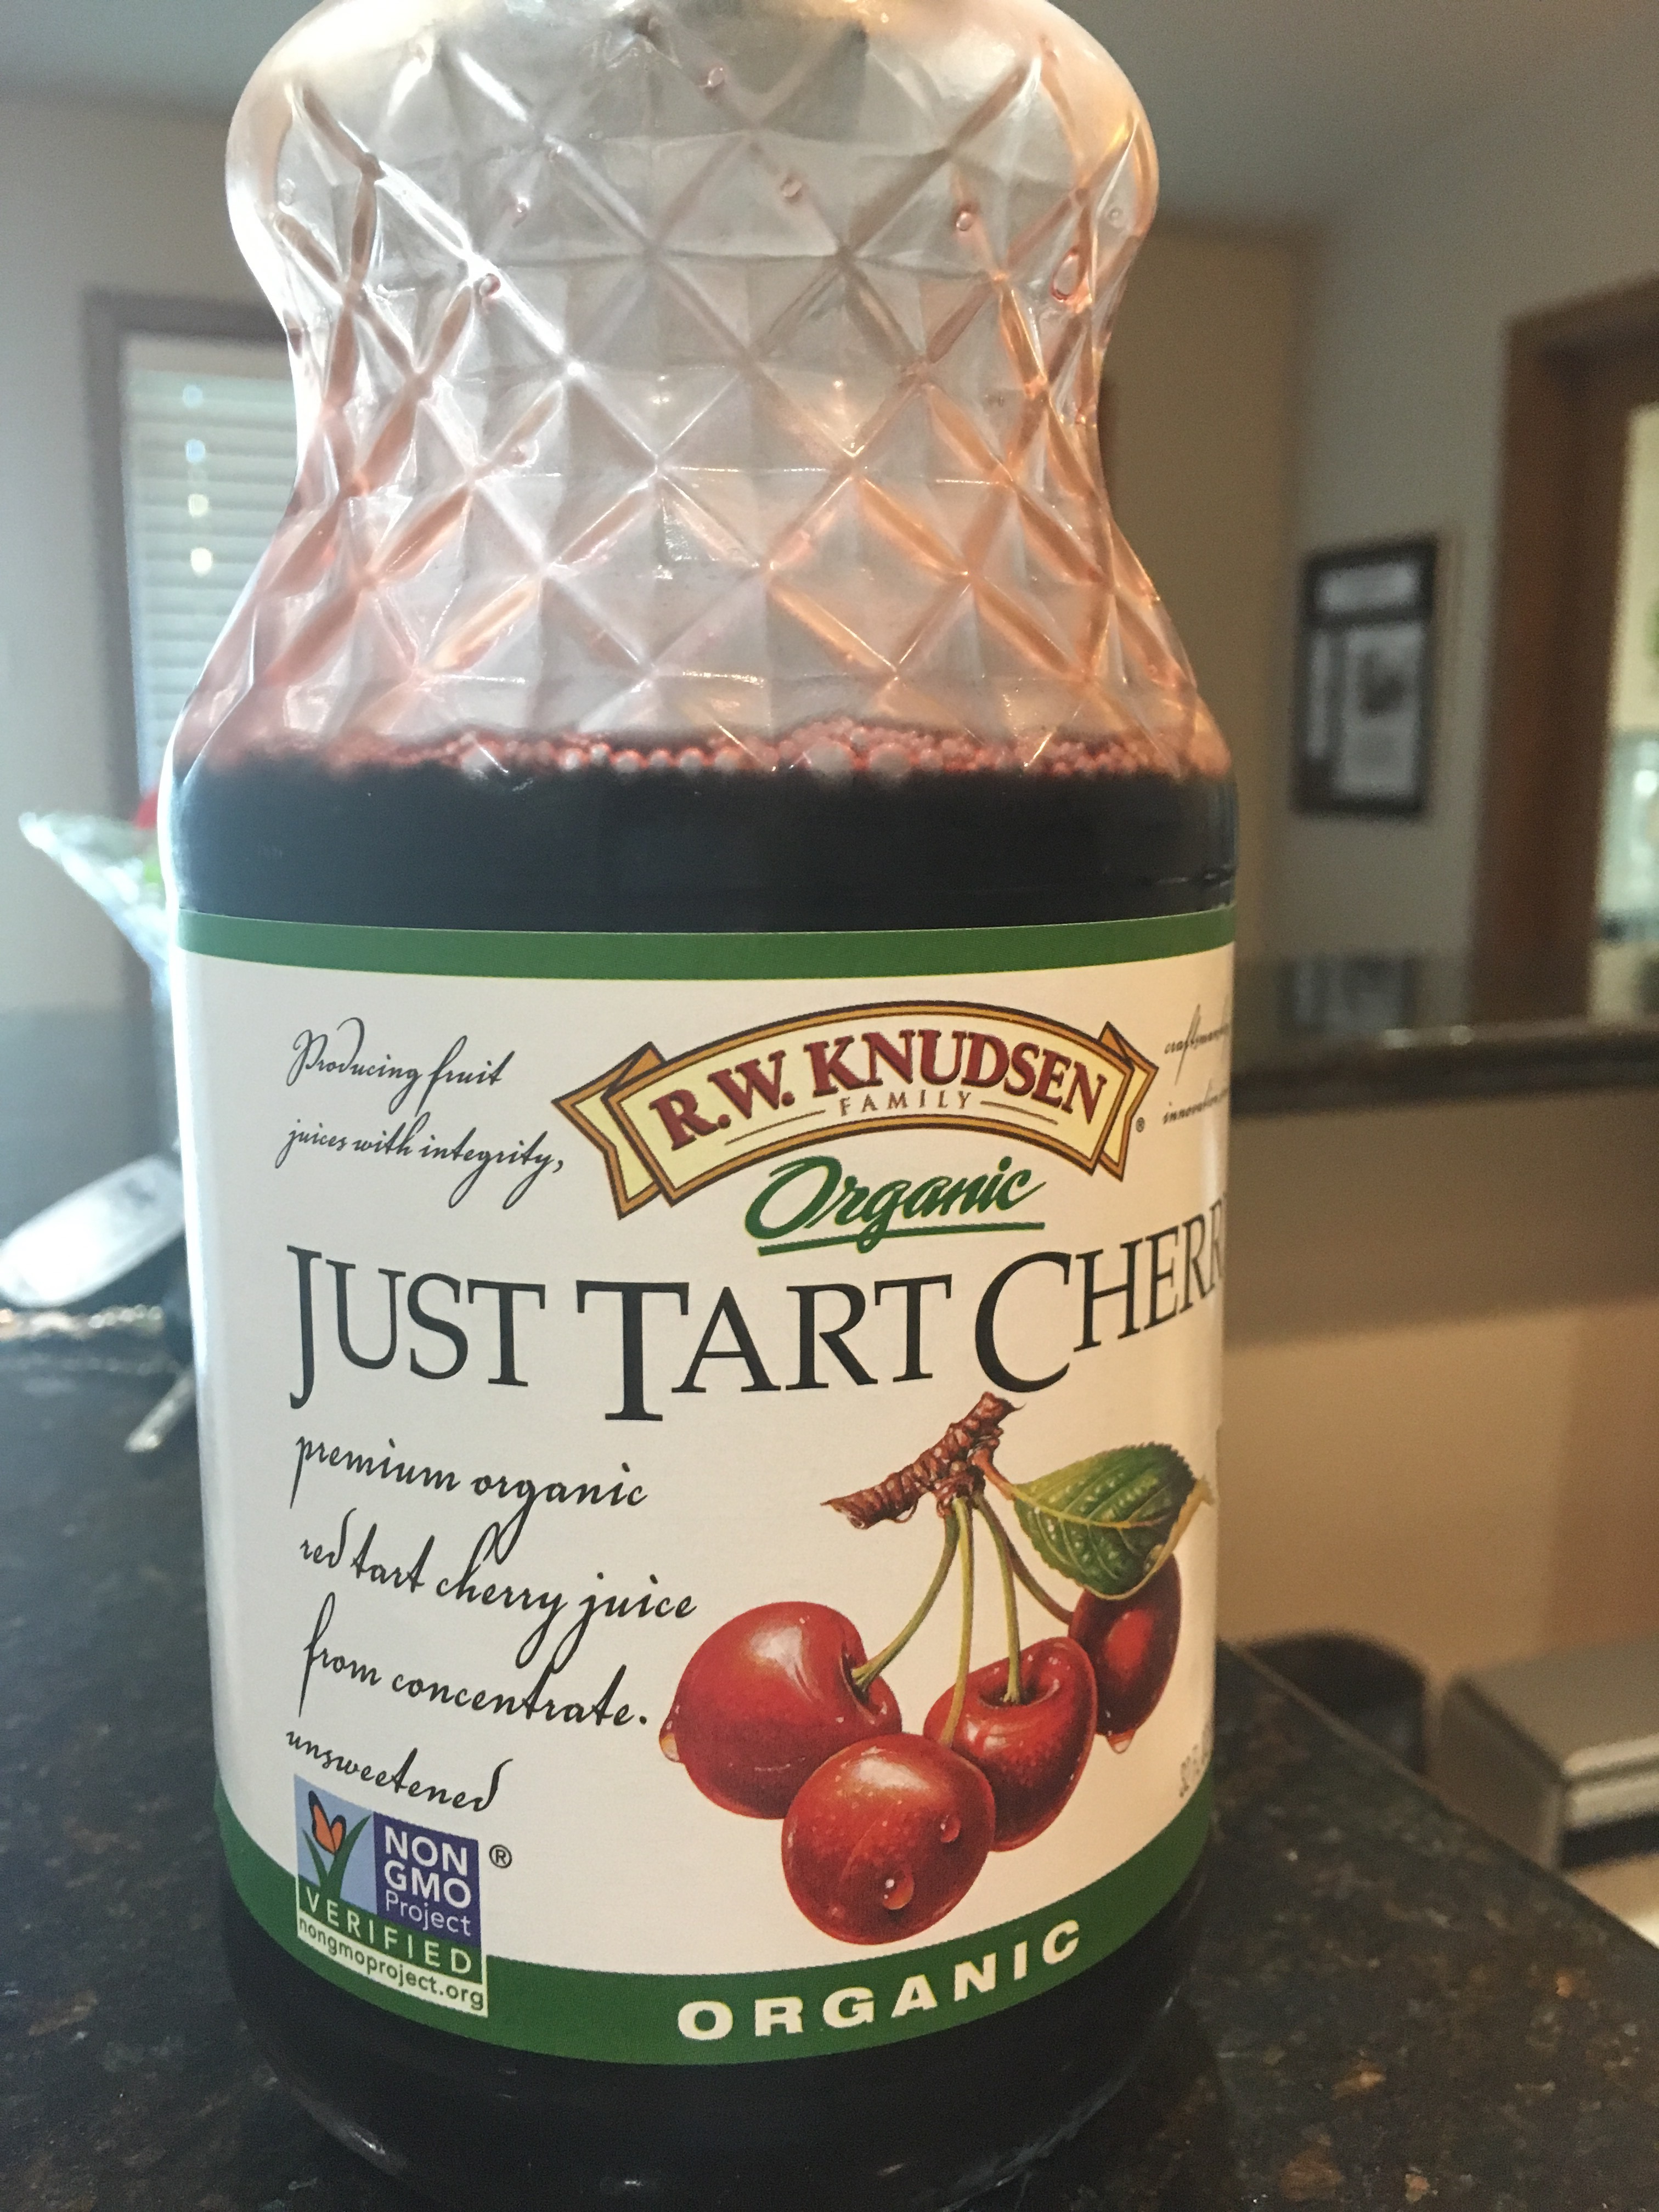 Producing fruit
juices with integrity,
R.W. KNUDSEN
FAMILY
®
Organic
JUST TART CHERR
premium organic
red tart cherry juice
from concentrate.
unsweetened
NON
GMO
Project
®
VERIFIED
nongmoproject.org
ORGANIC